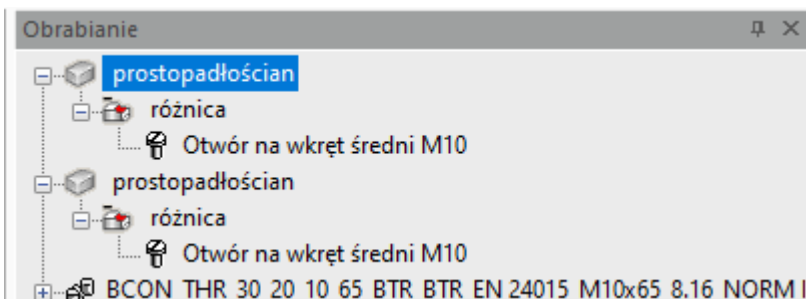 Obrabianie
prostopadłościan
różnica
Otwór na wkręt średni M10
prostopadłościan
różnica
Otwór na wkręt średni M10
BCON THR 30 20 10 65 BTR BTR EN 24015 M10x65 8.16 NORM